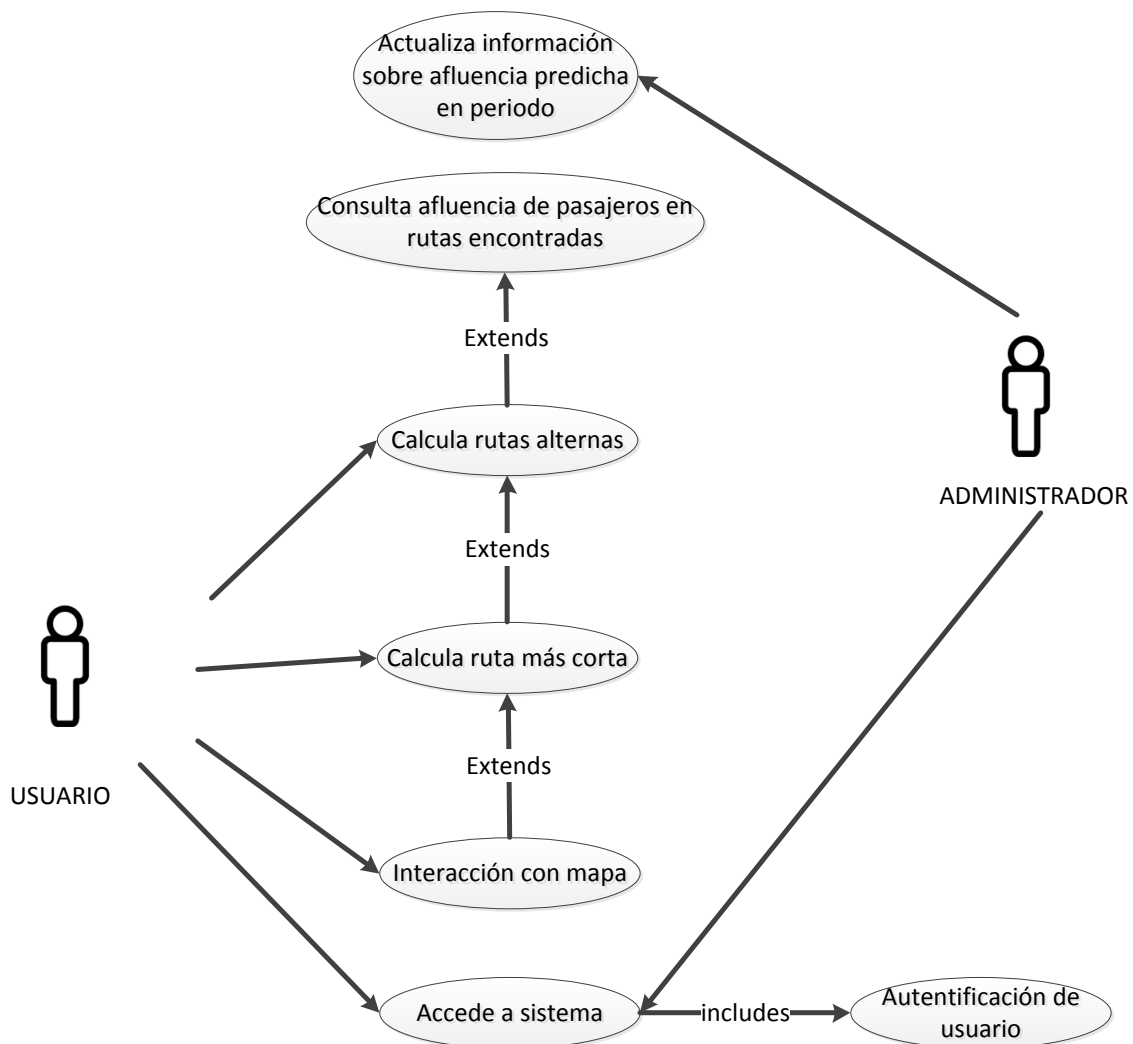 Actualiza información
sobre afluencia predicha
en periodo
Consulta afluencia de pasajeros en
rutas encontradas
Extends
Calcula rutas alternas
ADMINISTRADOR
Extends
Calcula ruta más corta
Extends
USUARIO
Interacción con mapa
Accede a sistema
includes
Autentificación de
usuario